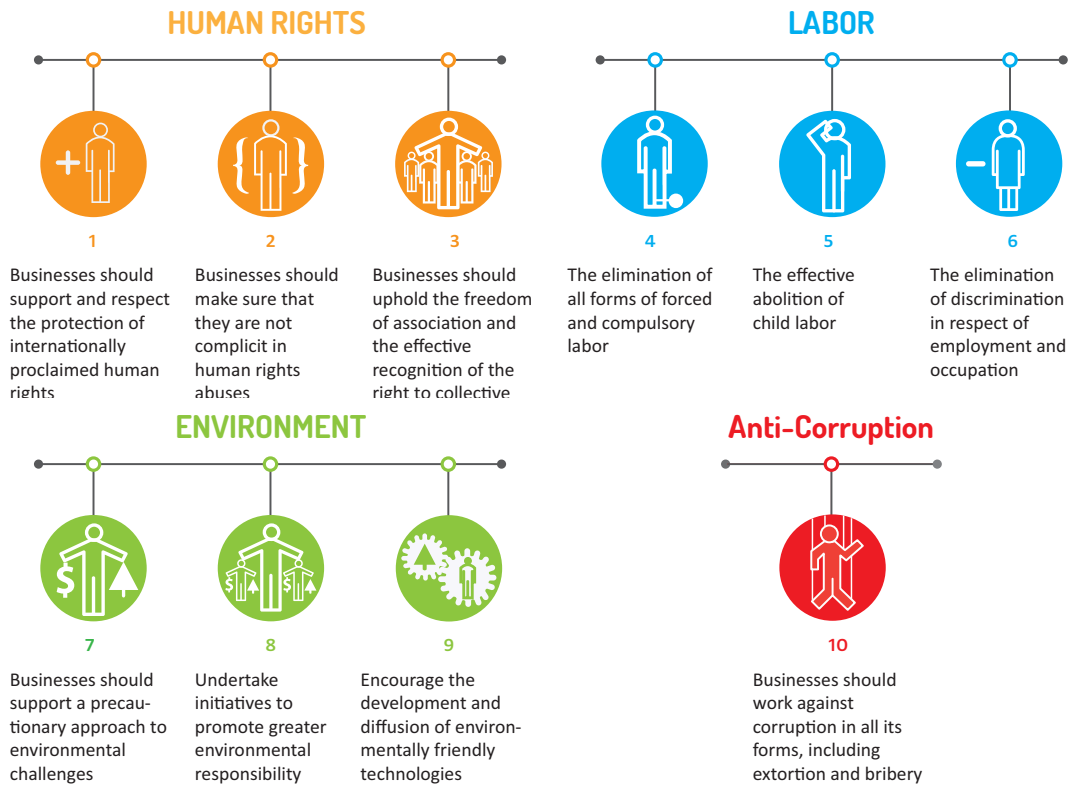 HUMAN RIGHTS
1
Businesses should
support and respect
the protection of
internationally
proclaimed human
rights
2
Businesses should
make sure that
they are not
complicit in
human rights
abuses
3
Businesses should
uphold the freedom
of association and
the effective
recognition of the
right to collective
LABOR
4
The elimination of
all forms of forced
and compulsory
labor
5
The effective
abolition of
child labor
6
The elimination
of discrimination
in respect of
employment and
occupation
ENVIRONMENT
$
7
Businesses should
support a precau-
tionary approach to
environmental
challenges
$ $
8
Undertake
initiatives to
promote greater
environmental
responsibility
9
Encourage the
development and
diffusion of environ-
mentally friendly
technologies
Anti-Corruption
10
Businesses should
work against
corruption in all its
forms, including
extortion and bribery